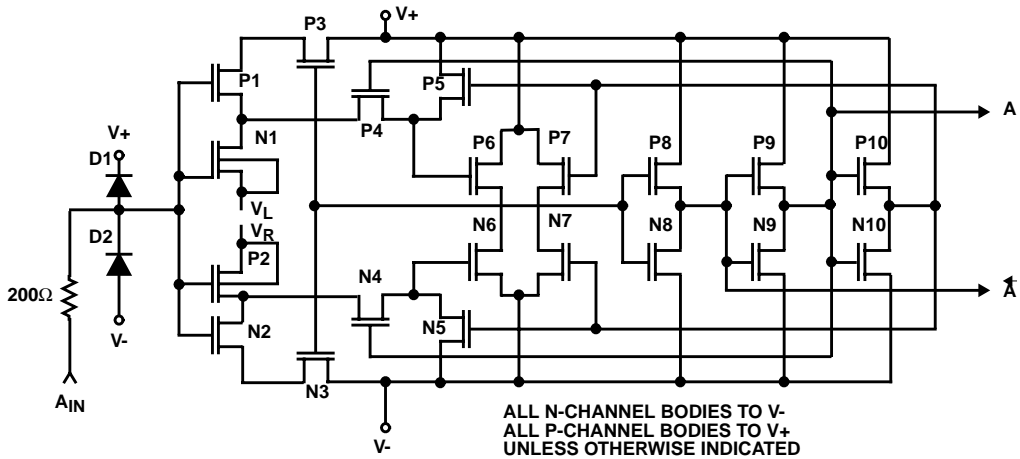 V+
P3
P1
P5
A
V+
P4
N1
P6
P7
P8
P9
P10
D1
VL
VR
N6
N7
N8
N9
N10
D2
P2
N4
200Ω
A
N2
N5
V-
N3
AIN
V-
ALL N-CHANNEL BODIES TO V-
ALL P-CHANNEL BODIES TO V+
UNLESS OTHERWISE INDICATED